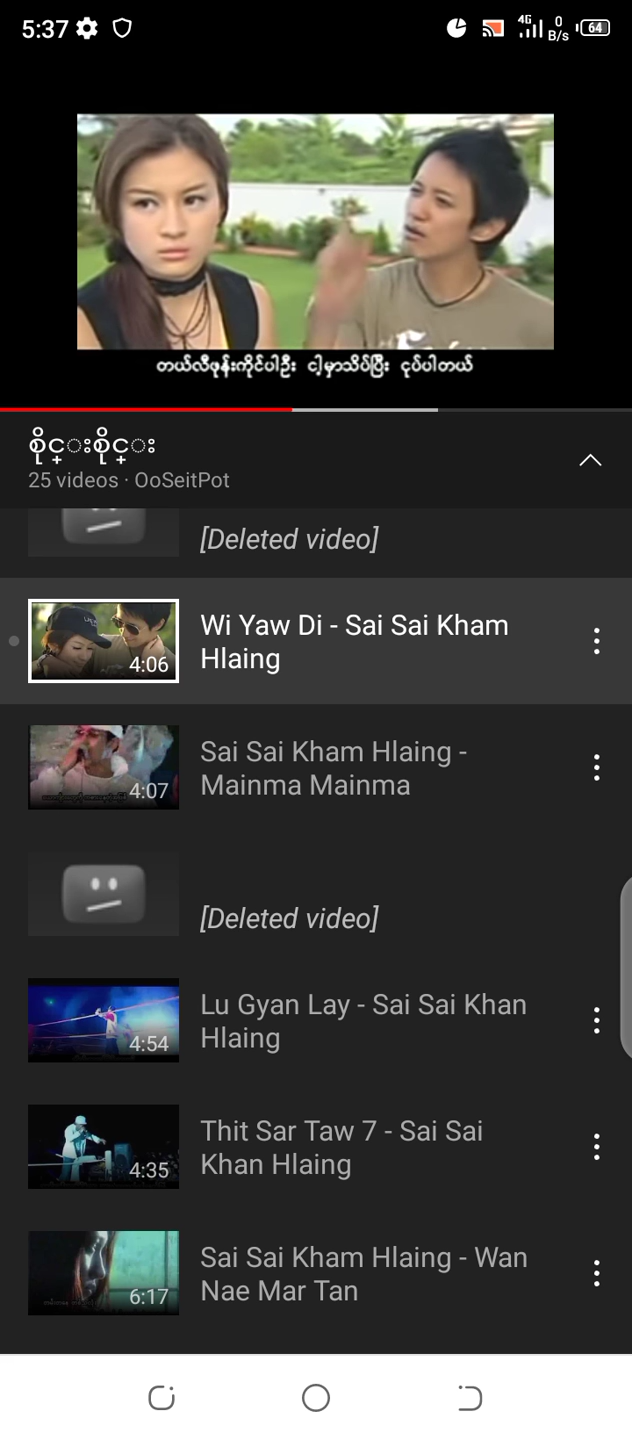 5:37
4G
0
B/s
64
တယ်လီဖုန်းကိုင်ပါဦး ငါ့မှာသိပ်ပြီး ငုပ်ပါတယ်
စိုင္းစိုင္း
25 videos · OoSeitPot
[Deleted video]
Wi Yaw Di - Sai Sai Kham
Hlaing
4:06
Sai Sai Kham Hlaing -
Mainma Mainma
4:07
[Deleted video]
Lu Gyan Lay - Sai Sai Khan
Hlaing
4:54
Thit Sar Taw 7 - Sai Sai
Khan Hlaing
4:35
Sai Sai Kham Hlaing - Wan
Nae Mar Tan
6:17